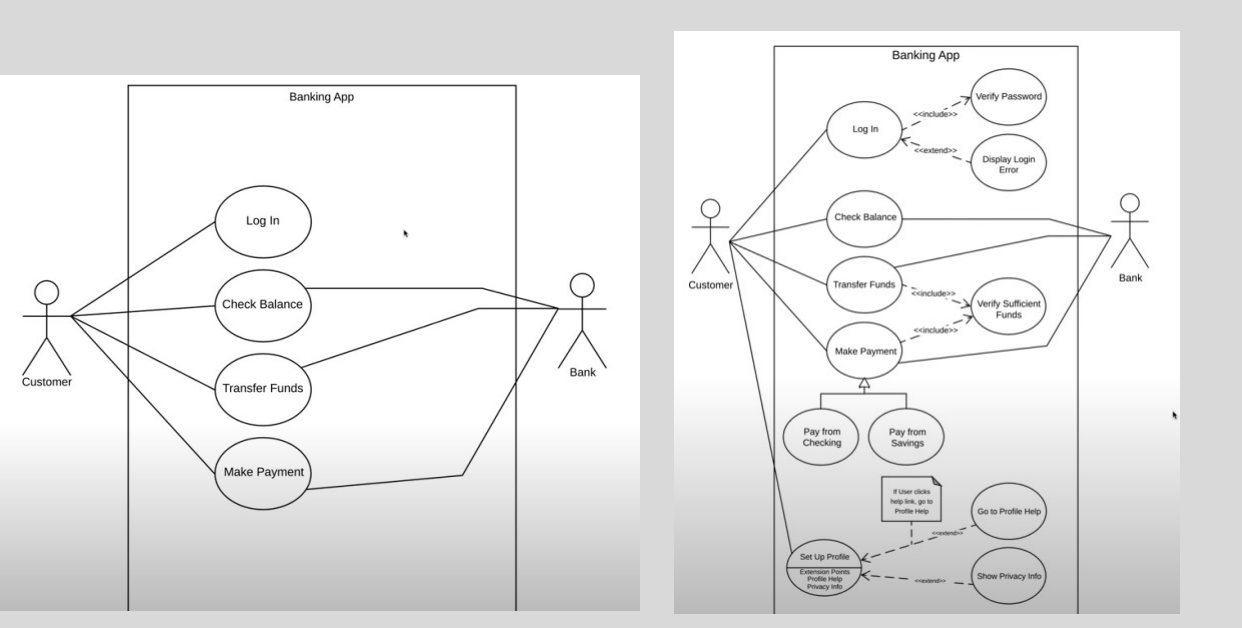 Banking App
Log In
Check Balance
Transfer Funds
Make Payment
Customer
Bank
Banking App
Verify Password
<<include>>
Log In
<<extend>>
Display Login
Error
Check Balance
Customer
Bank
Transfer Funds
<<include>>
Verify Sufficient
Funds
<<include>>
Make Payment
Pay from
Checking
Pay from
Savings
If User clicks
help link, go to
Profile Help
Go to Profile Help
<<extend>>
Set Up Profile
Extension Points
Profile Help
Privacy Info
<<extend>>
Show Privacy Info